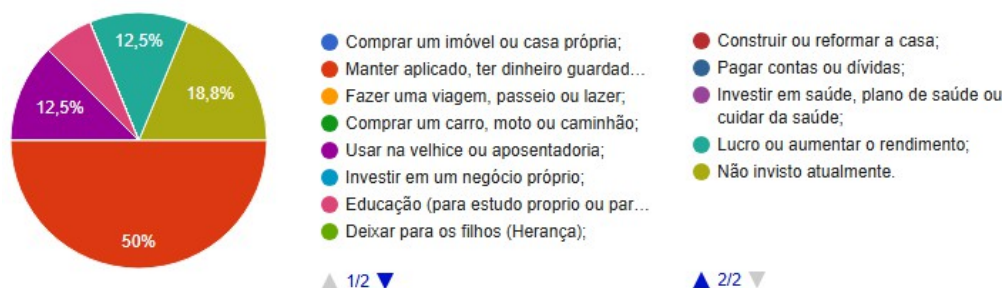 12,5%
18,8%
12,5%
50%
Comprar um imóvel ou casa própria;
Manter aplicado, ter dinheiro guardad...
Fazer uma viagem, passeio ou lazer;
Comprar um carro, moto ou caminhão;
Usar na velhice ou aposentadoria;
Investir em um negócio próprio;
Educação (para estudo proprio ou par...
Deixar para os filhos (Herança);
1/2
Construir ou reformar a casa;
Pagar contas ou dívidas;
Investir em saúde, plano de saúde ou
cuidar da saúde;
Lucro ou aumentar o rendimento;
Não invisto atualmente.
2/2